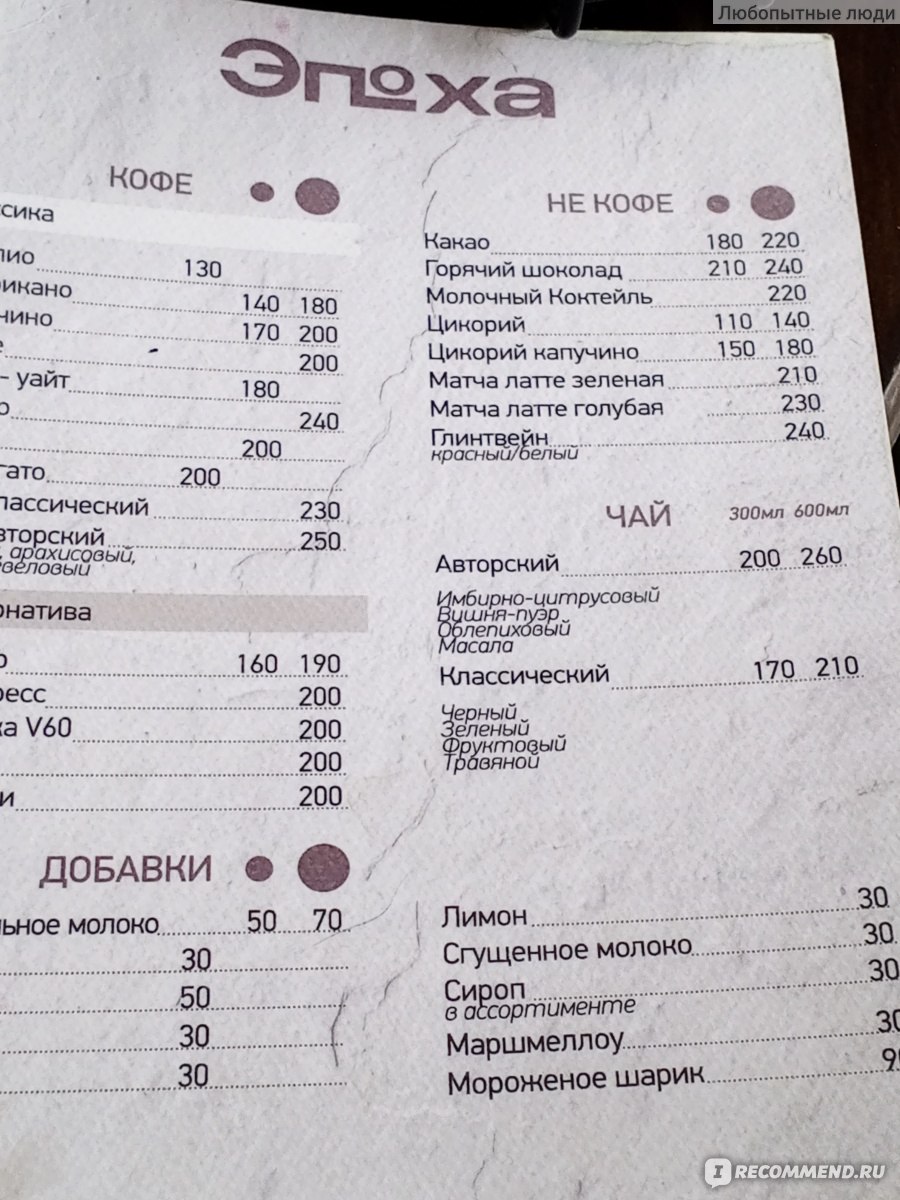 Любопытные люди
Эпоха
КОФЕ
сика
130
икано 140 180
чино 170 200
200
- уайт 180
240
200
гато 200
лассический 230
вторский 250
арахисовый,
веловый
рнатива
160 190
ресс 200
ка V60 200
200
и 200
ДОБАВКИ
льное молоко 50 70
30
50
30
30
НЕ КОФЕ
Какао 180 220
Горячий шоколад 210 240
Молочный Коктейль 220
Цикорий 110 140
Цикорий капучино 150 180
Матча латте зеленая 210
Матча латте голубая 230
Глинтвейн 240
красный/белый
ЧАЙ 300мл 600мл
Авторский 200 260
Имбирно-цитрусовый
Вишня-пуэр
Облепиховый
Масала
Классический 170 210
Черный
Зеленый
Фруктовый
Травяной
Лимон 30
Сгущенное молоко 30
Сироп 30
в ассортименте
Маршмеллоу 30
Мороженое шарик
IRECOMMEND.RU